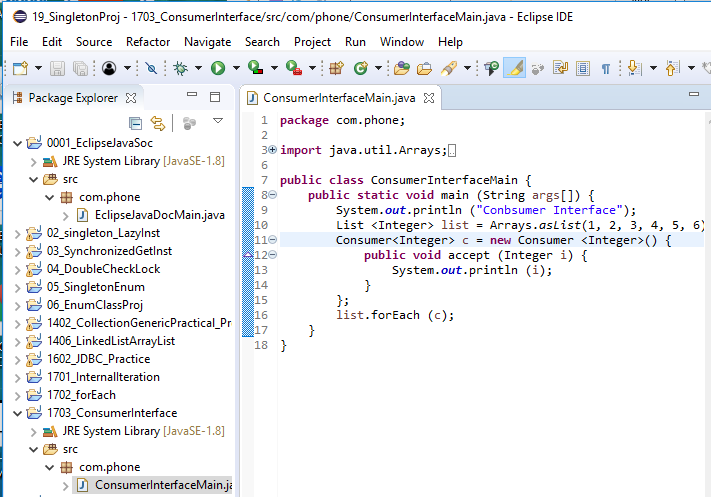 19_SingletonProj - 1703_ConsumerInterface/src/com/phone/ConsumerInterfaceMain.java - Eclipse IDE
File Edit Source Refactor Navigate Search Project Run Window Help
Package Explorer
0001_EclipseJavaSoc
JRE System Library [JavaSE-1.8]
src
com.phone
EclipseJavaDocMain.java
02_singleton_LazyInst
03_SynchronizedGetInst
04_DoubleCheckLock
05_SingletonEnum
06_EnumClassProj
1402_CollectionGenericPractical_Pr
1406_LinkedListArrayList
1602_JDBC_Practice
1701_InternalIteration
1702_forEach
1703_ConsumerInterface
JRE System Library [JavaSE-1.8]
src
com.phone
ConsumerInterfaceMain.ja
ConsumerInterfaceMain.java
1 package com.phone;
2
3 import java.util.Arrays;
6
7 public class ConsumerInterfaceMain {
8 public static void main (String args[]) {
9 System.out.println ("Conbsumer Interface");
10 List <Integer> list = Arrays.asList(1, 2, 3, 4, 5, 6)
11 Consumer<Integer> c = new Consumer <Integer>() {
12 public void accept (Integer i) {
13 System.out.println (i);
14 }
15 };
16 list.forEach (c);
17 }
18 }